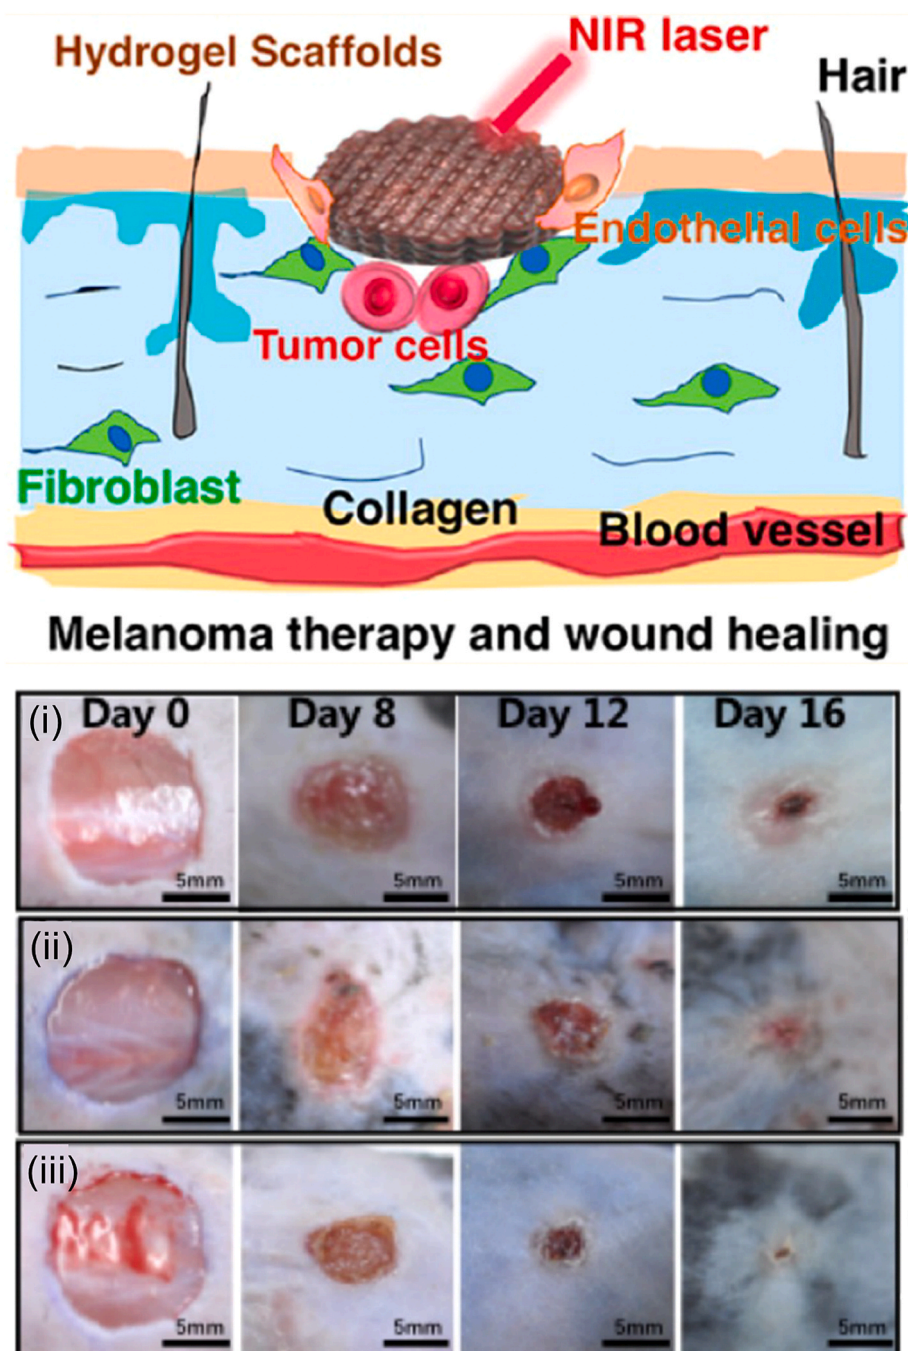 NIR laser
Hydrogel Scaffolds
Hair
Endothelial cells
Tumor cells
Fibroblast
Collagen
Blood vessel
Melanoma therapy and wound healing
(i) Day 0 Day 8 Day 12 Day 16
5mm 5mm 5mm 5mm
(ii)
5mm 5mm 5mm 5mm
(iii)
5mm 5mm 5mm 5mm